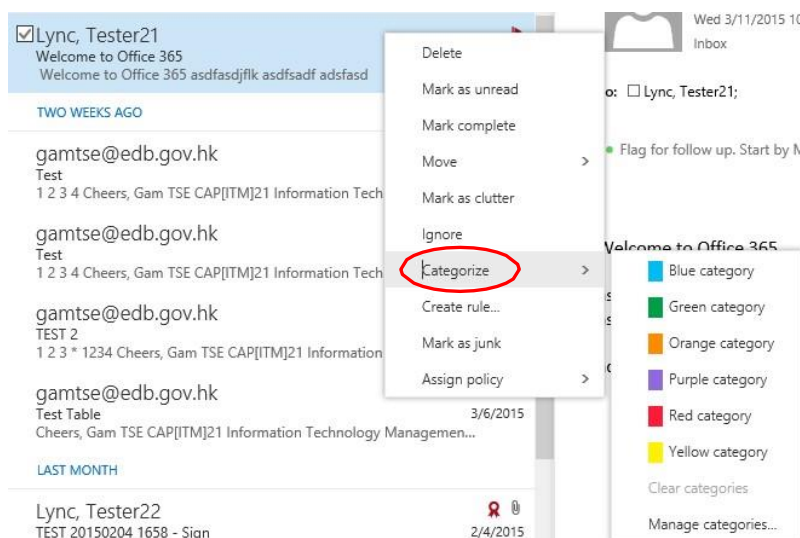 Lync, Tester21
Welcome to Office 365
Welcome to Office 365 asdfasdjflk asdfsadf adsfasd
TWO WEEKS AGO
gamtse@edb.gov.hk
Test
1 2 3 4 Cheers, Gam TSE CAP[ITM]21 Information Tech
gamtse@edb.gov.hk
Test
1 2 3 4 Cheers, Gam TSE CAP[ITM]21 Information Tech
gamtse@edb.gov.hk
TEST 2
1 2 3 * 1234 Cheers, Gam TSE CAP[ITM]21 Information
gamtse@edb.gov.hk
Test Table 3/6/2015
Cheers, Gam TSE CAP[ITM]21 Information Technology Managemen...
LAST MONTH
Lync, Tester22
TEST 20150204 1658 - Sign 2/4/2015
Delete
Mark as unread
Mark complete
Move
Mark as clutter
Ignore
Categorize
Create rule...
Mark as junk
Assign policy
Wed 3/11/2015 10
Inbox
o: Lync, Tester21;
Flag for follow up. Start by M
Welcome to Office 365
Blue category
Green category
Orange category
Purple category
Red category
Yellow category
Clear categories
Manage categories...